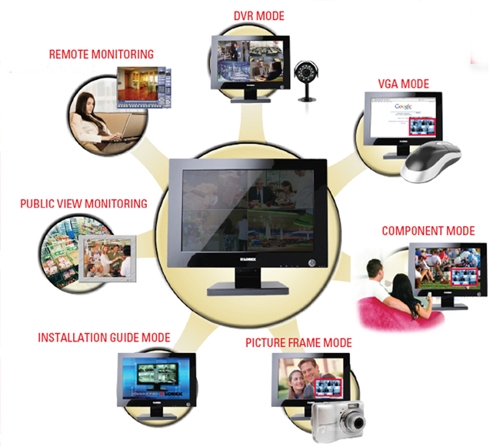 DVR MODE
REMOTE MONITORING
VGA MODE
Google
PUBLIC VIEW MONITORING
COMPONENT MODE
LOREX
INSTALLATION GUIDE MODE
PICTURE FRAME MODE
LOREX